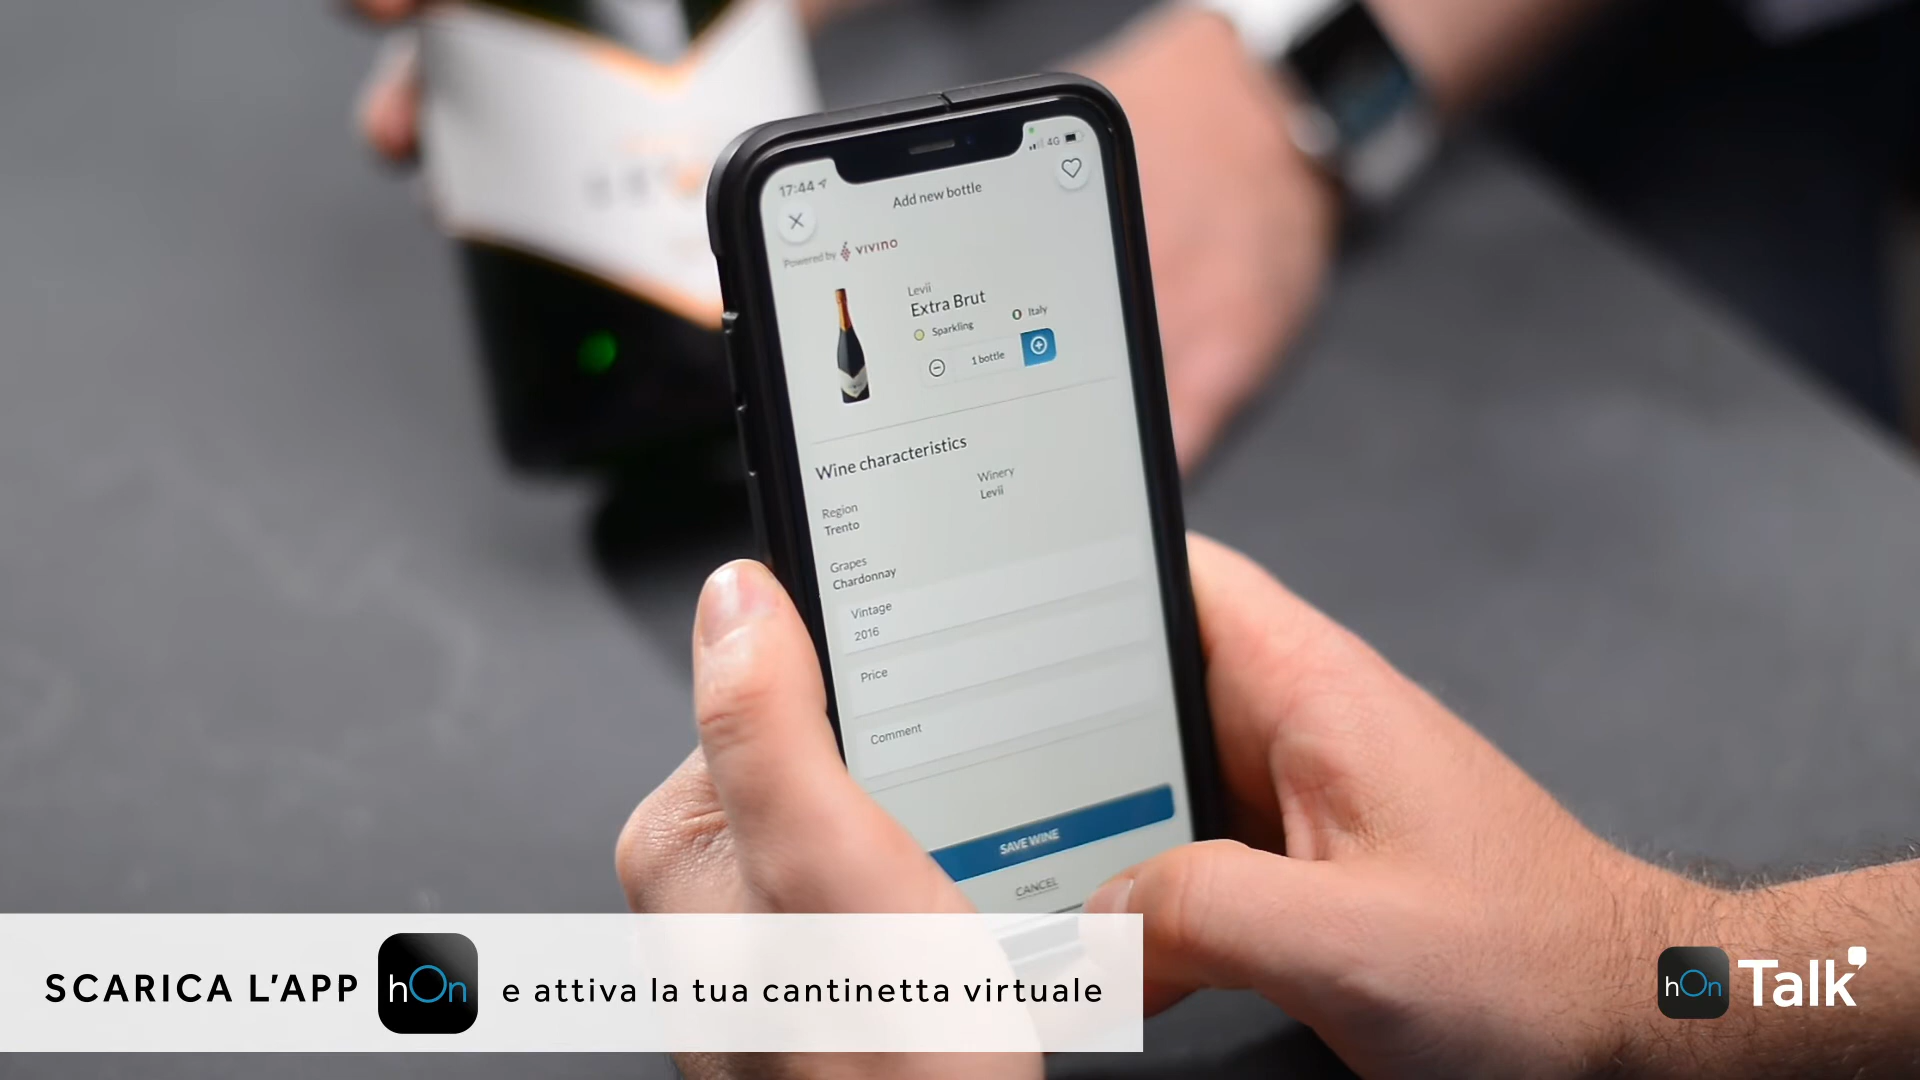 17:44
4G
Add new bottle
Powered by VIVINO
Levii
Extra Brut
Sparkling
Italy
1 bottle
Wine characteristics
Region
Trento
Winery
Levii
Grapes
Chardonnay
Vintage
2016
Price
Comment
SAVE WINE
CANCEL
SCARICA L'APP hOn e attiva la tua cantinetta virtuale
hOn Talk